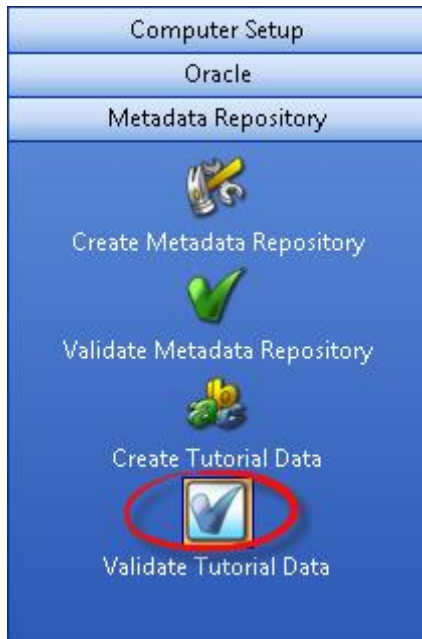 Computer Setup
Oracle
Metadata Repository
Create Metadata Repository
Validate Metadata Repository
Create Tutorial Data
Validate Tutorial Data